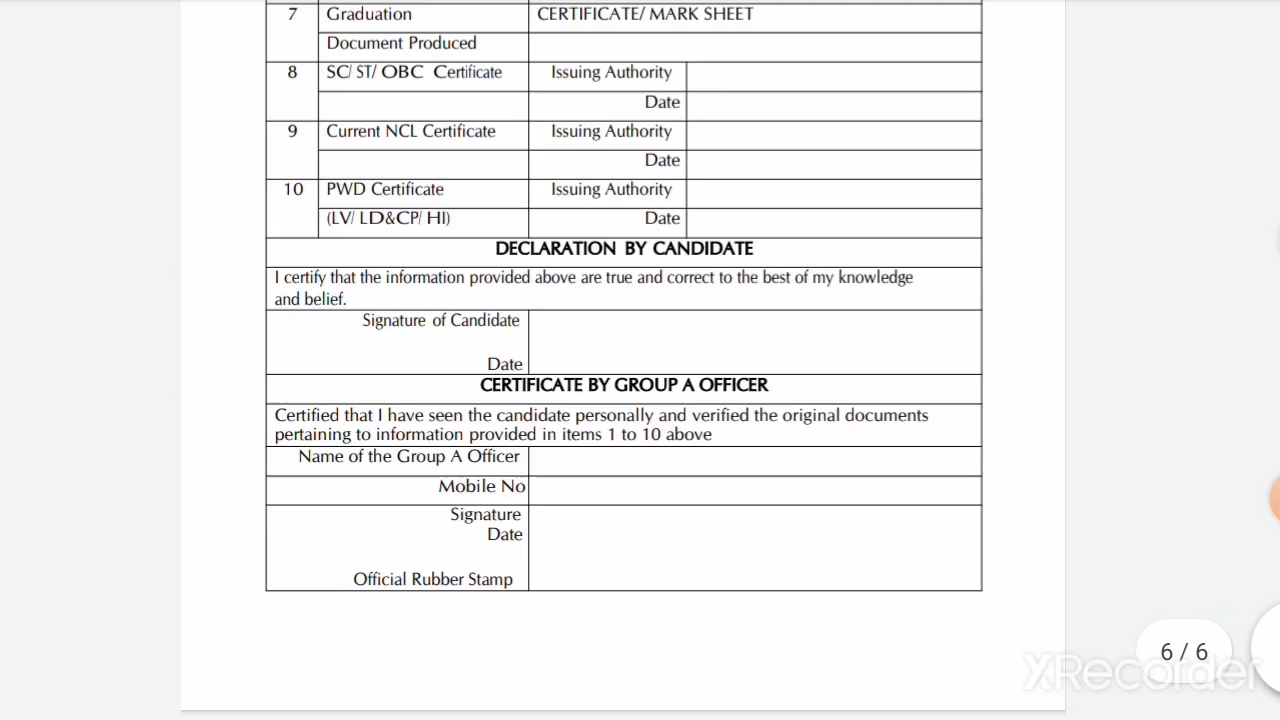 7 Graduation CERTIFICATE/ MARK SHEET
Document Produced
8 SC/ ST/ OBC Certificate Issuing Authority
Date
9 Current NCL Certificate Issuing Authority
Date
10 PWD Certificate Issuing Authority
(LV/ LD&CP/ HI) Date
DECLARATION BY CANDIDATE
I certify that the information provided above are true and correct to the best of my knowledge
and belief.
Signature of Candidate
Date
CERTIFICATE BY GROUP A OFFICER
Certified that I have seen the candidate personally and verified the original documents
pertaining to information provided in items 1 to 10 above
Name of the Group A Officer
Mobile No
Signature
Date
Official Rubber Stamp
6 / 6
XRecorder